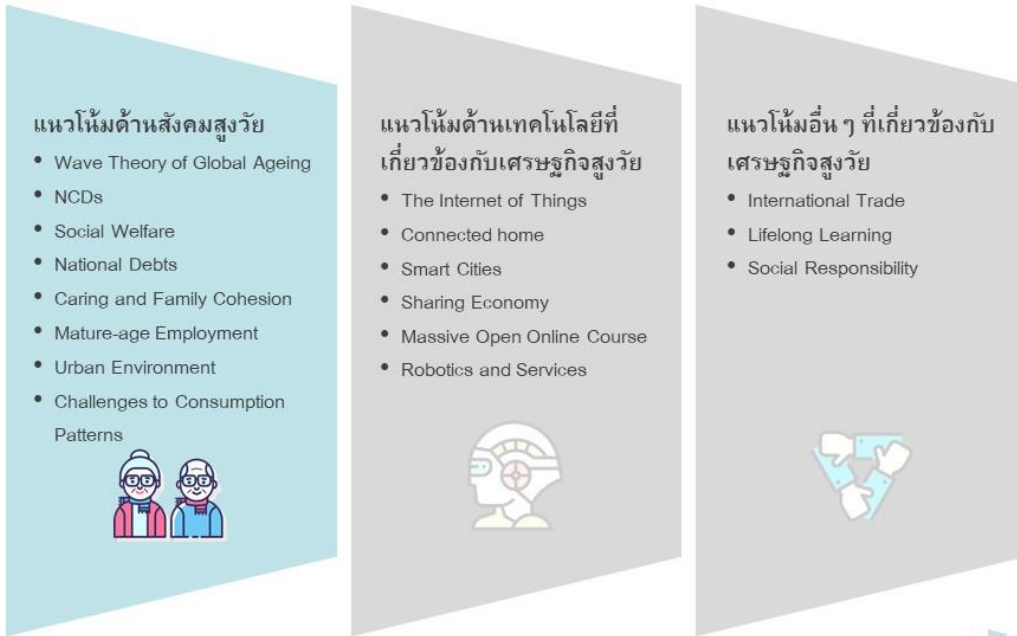 แนวโน้มด้านสังคมสูงวัย
• Wave Theory of Global Ageing
• NCDs
• Social Welfare
• National Debts
• Caring and Family Cohesion
• Mature-age Employment
• Urban Environment
• Challenges to Consumption
Patterns
แนวโน้มด้านเทคโนโลยีที่
เกี่ยวข้องกับเศรษฐกิจสูงวัย
• The Internet of Things
• Connected home
• Smart Cities
• Sharing Economy
• Massive Open Online Course
• Robotics and Services
แนวโน้มอื่น ๆ ที่เกี่ยวข้องกับ
เศรษฐกิจสูงวัย
• International Trade
• Lifelong Learning
• Social Responsibility